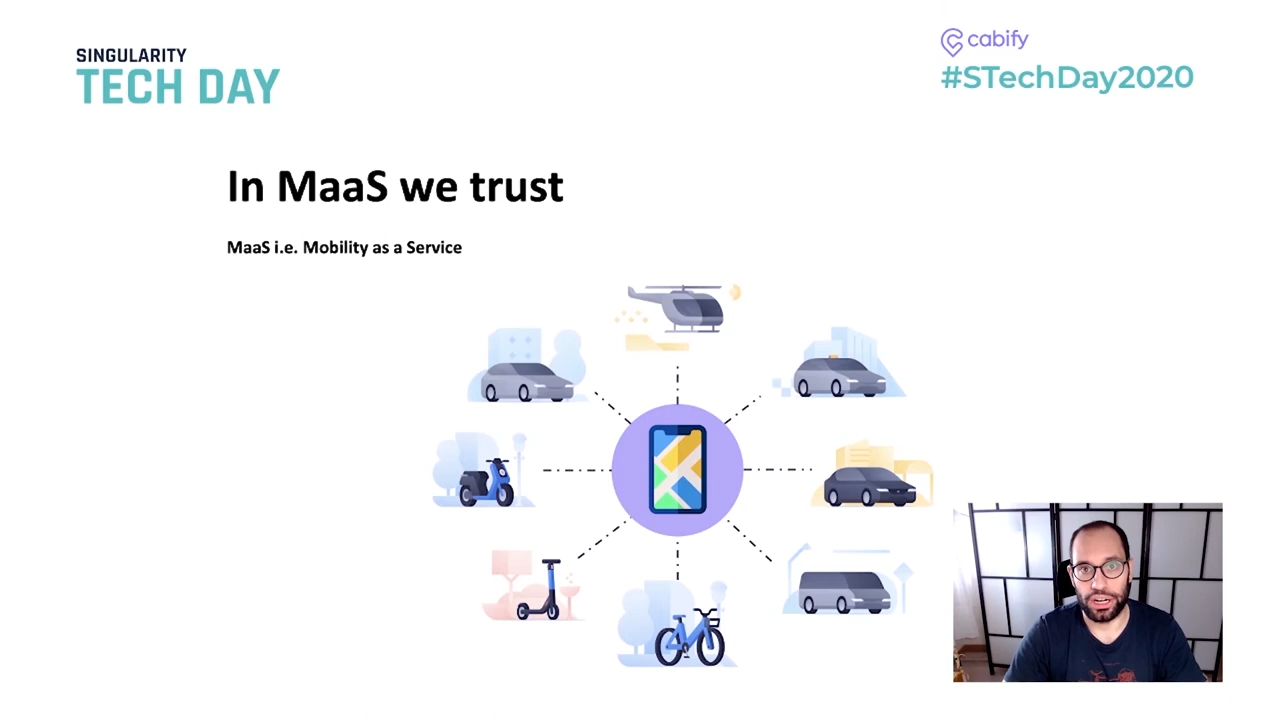 SINGULARITY
TECH DAY
cabify
#STechDay2020
In MaaS we trust
MaaS i.e. Mobility as a Service